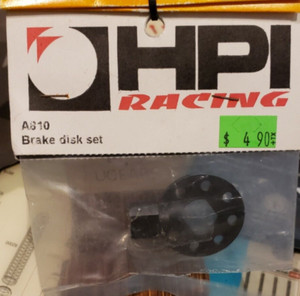 HPI
RACING
A810
Brake disk set
$ 4.90